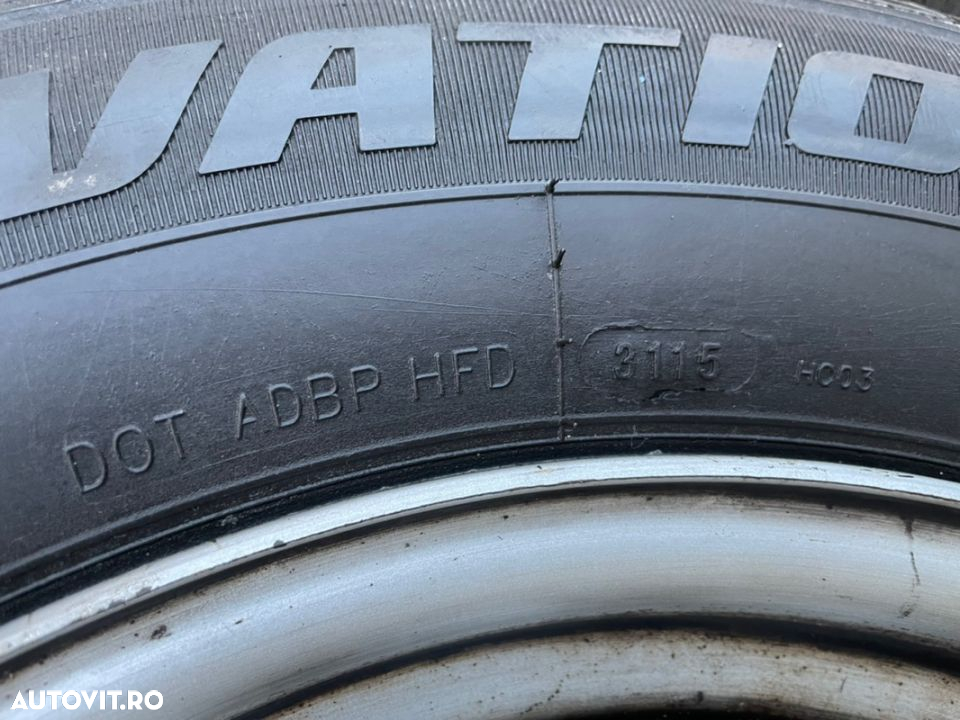 VATIO
DOT ADBP HFD 3115 HC03
AUTOVIT.RO